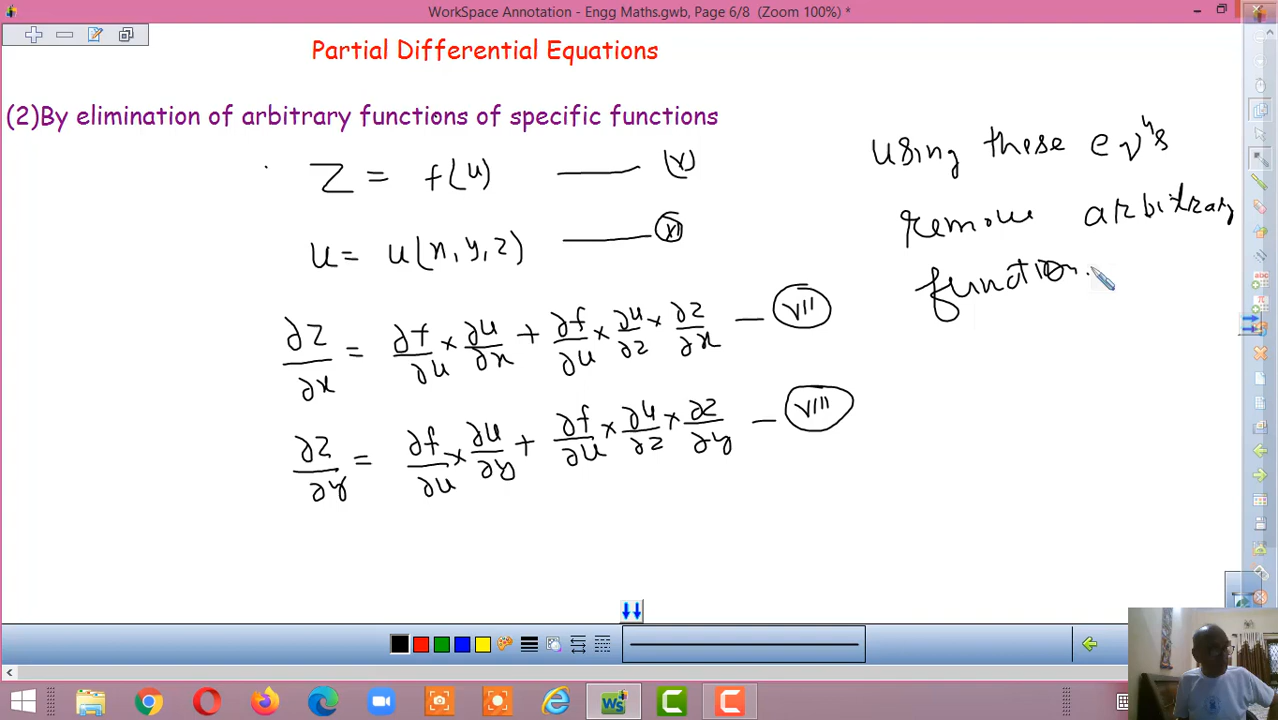 WorkSpace Annotation - Engg Maths.gwb, Page 6/8 (Zoom 100%) *
Partial Differential Equations
(2)By elimination of arbitrary functions of specific functions
Z = f(u) — (V)
u = u(x, y, z) — (VI)
∂z/∂x = ∂f/∂u × ∂u/∂x + ∂f/∂u × ∂u/∂z × ∂z/∂x — (VII)
∂z/∂y = ∂f/∂u × ∂u/∂y + ∂f/∂u × ∂u/∂z × ∂z/∂y — (VIII)
Using these eqⁿs
remove arbitrary
function.